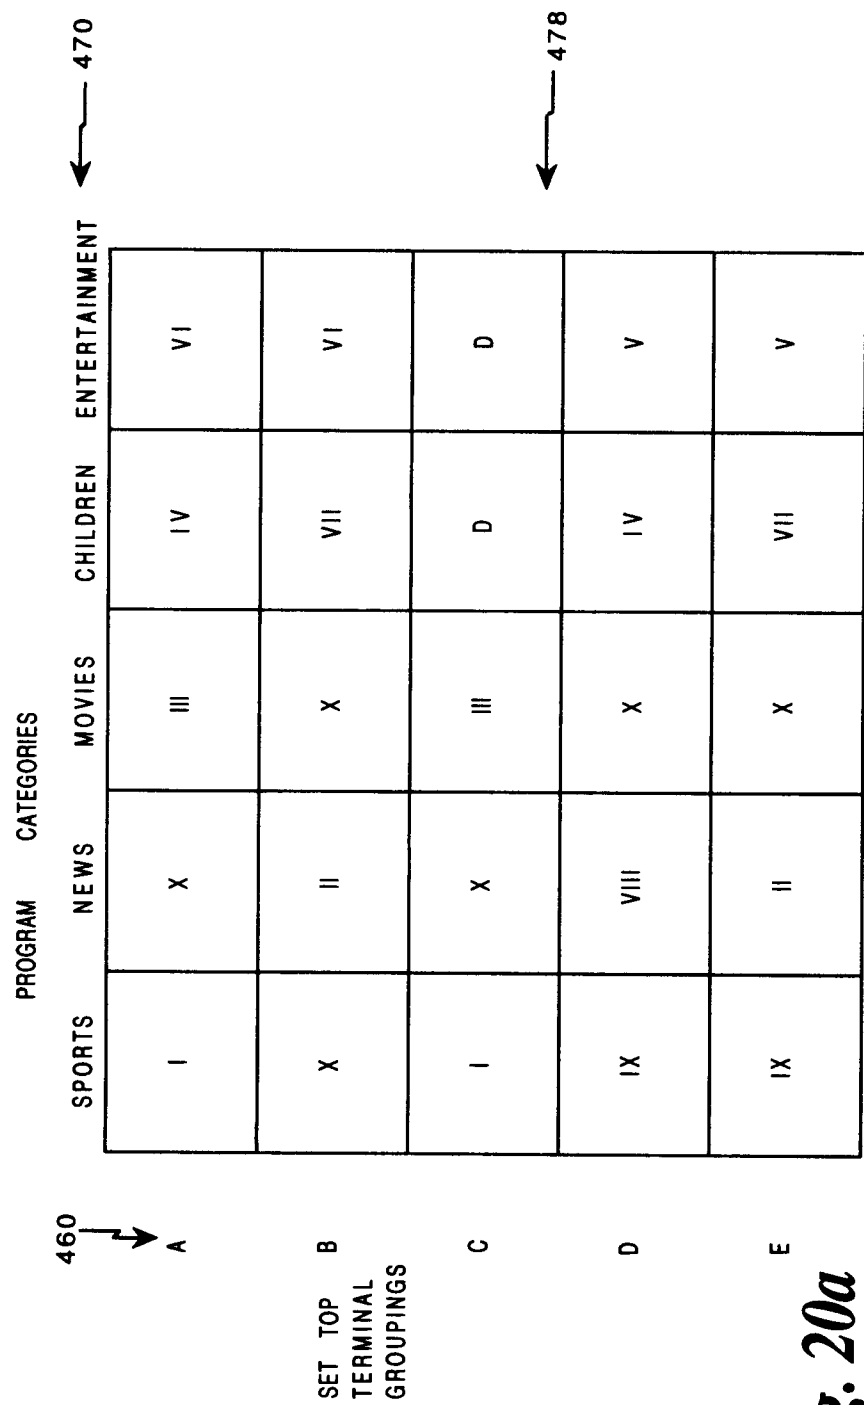 PROGRAM CATEGORIES
470
460
SPORTS NEWS MOVIES CHILDREN ENTERTAINMENT
A I X III IV VI
SET TOP
TERMINAL
GROUPINGS
B X II X VII VI
C I X III D D
478
D IX VIII X IV V
E IX II X VII V
20a